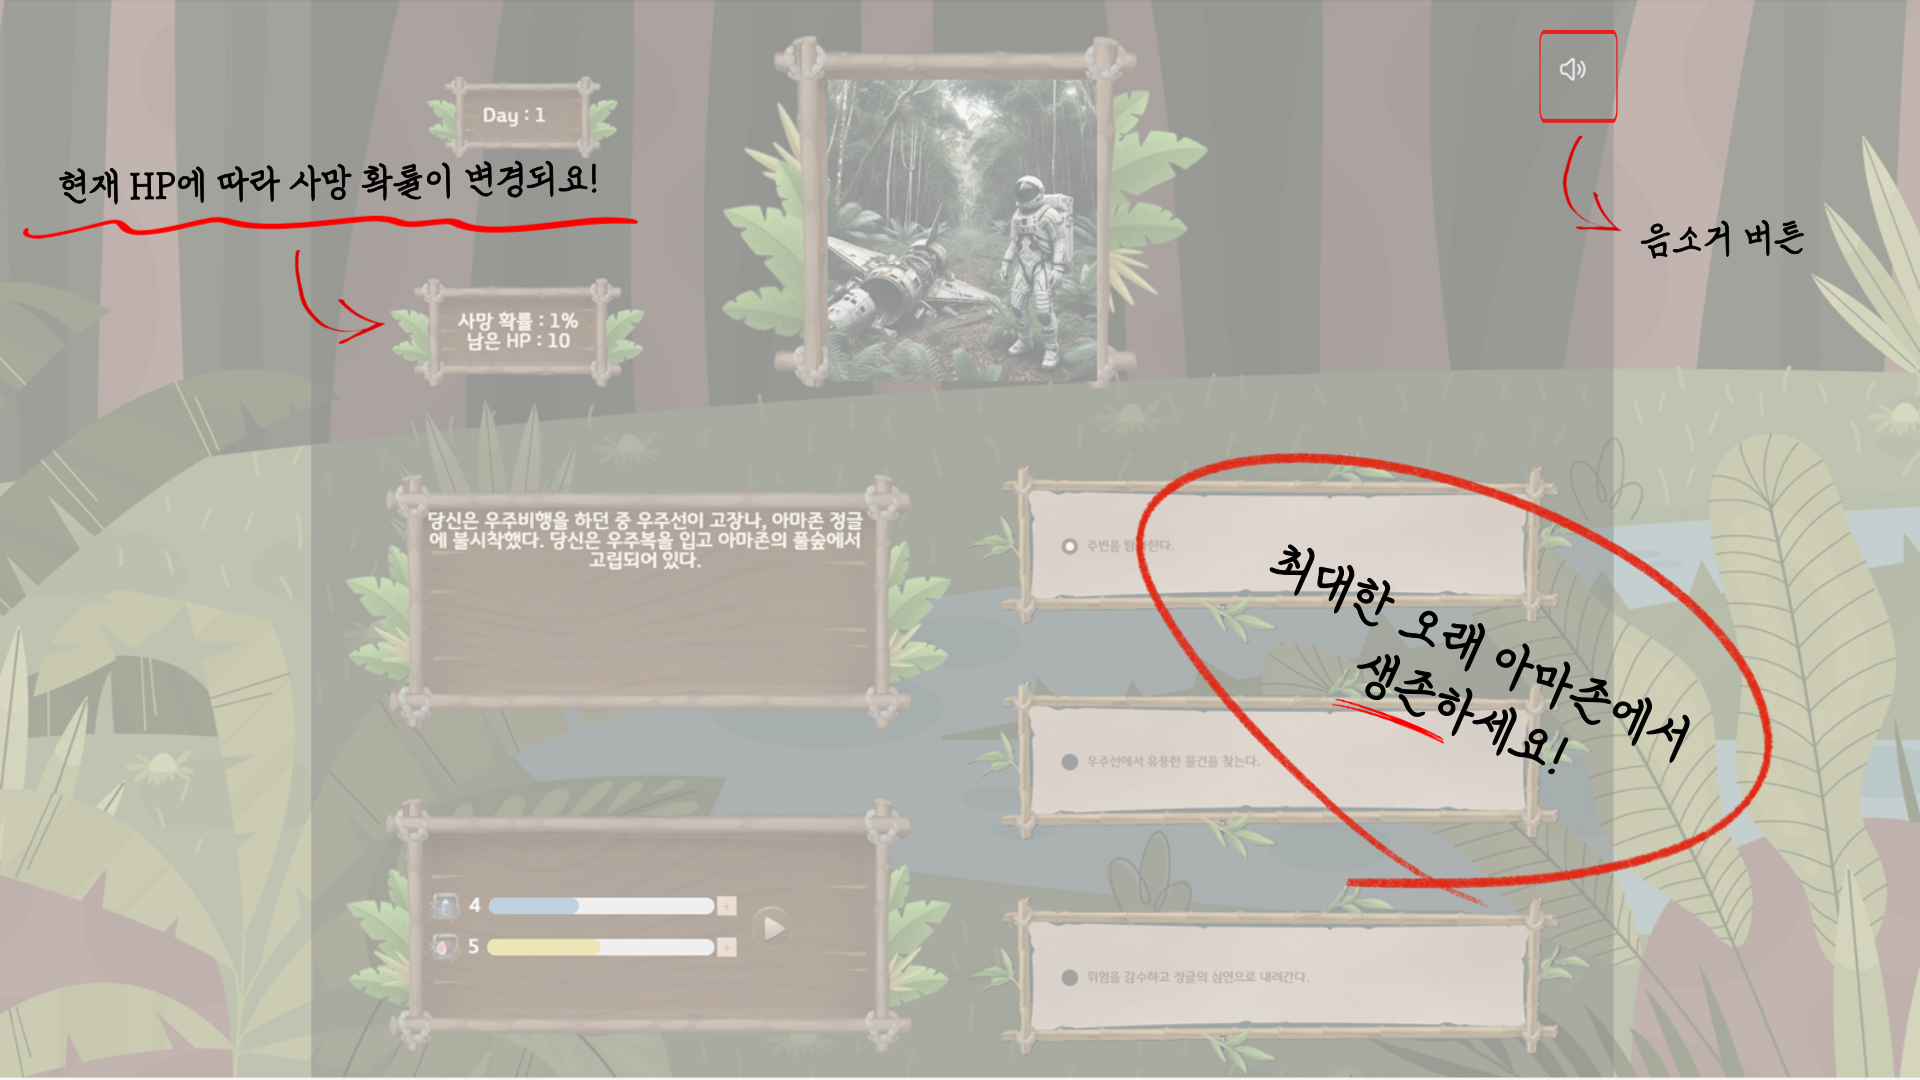 Day : 1
현재 HP에 따라 사망 확률이 변경되요!
음소거 버튼
사망 확률 : 1%
남은 HP : 10
당신은 우주비행을 하던 중 우주선이 고장나, 아마존 정글
에 불시착했다. 당신은 우주복을 입고 아마존의 풀숲에서
고립되어 있다.
주변을 탐사한다.
최대한 오래 아마존에서
생존하세요!
우주선에서 유용한 물건을 찾는다.
4
5
위험을 감수하고 정글의 심연으로 내려간다.